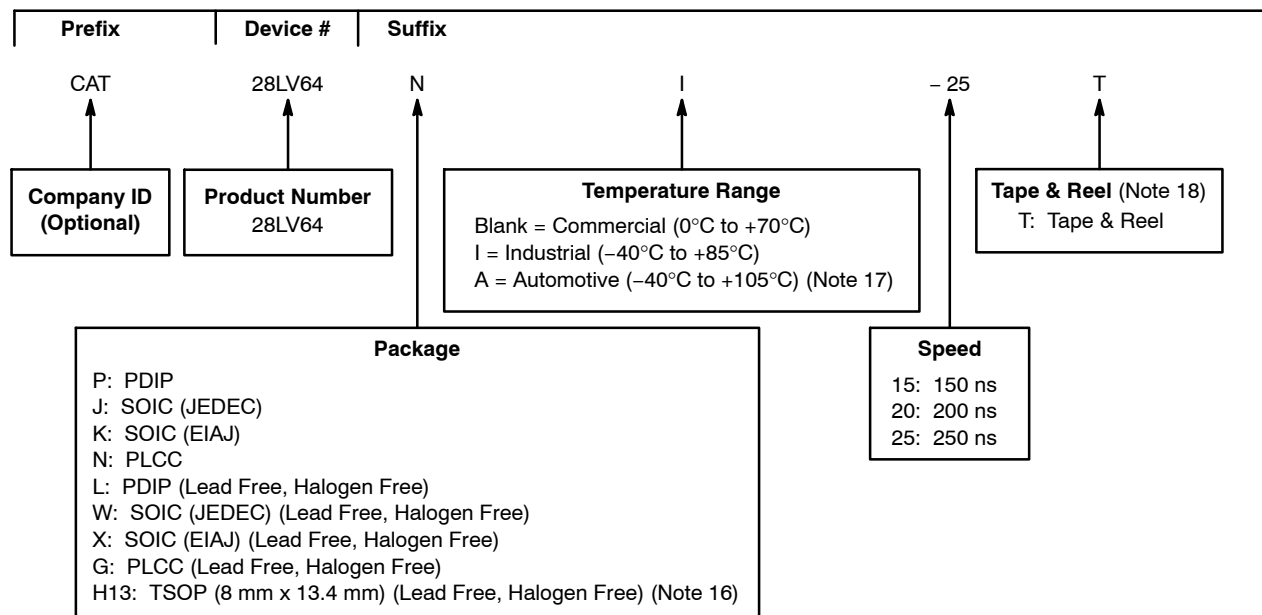 Prefix Device # Suffix
CAT 28LV64 N I – 25 T
Company ID
(Optional)
Product Number
28LV64
Temperature Range
Blank = Commercial (0°C to +70°C)
I = Industrial (−40°C to +85°C)
A = Automotive (−40°C to +105°C) (Note 17)
Tape & Reel (Note 18)
T: Tape & Reel
Package
P: PDIP
J: SOIC (JEDEC)
K: SOIC (EIAJ)
N: PLCC
L: PDIP (Lead Free, Halogen Free)
W: SOIC (JEDEC) (Lead Free, Halogen Free)
X: SOIC (EIAJ) (Lead Free, Halogen Free)
G: PLCC (Lead Free, Halogen Free)
H13: TSOP (8 mm x 13.4 mm) (Lead Free, Halogen Free) (Note 16)
Speed
15: 150 ns
20: 200 ns
25: 250 ns